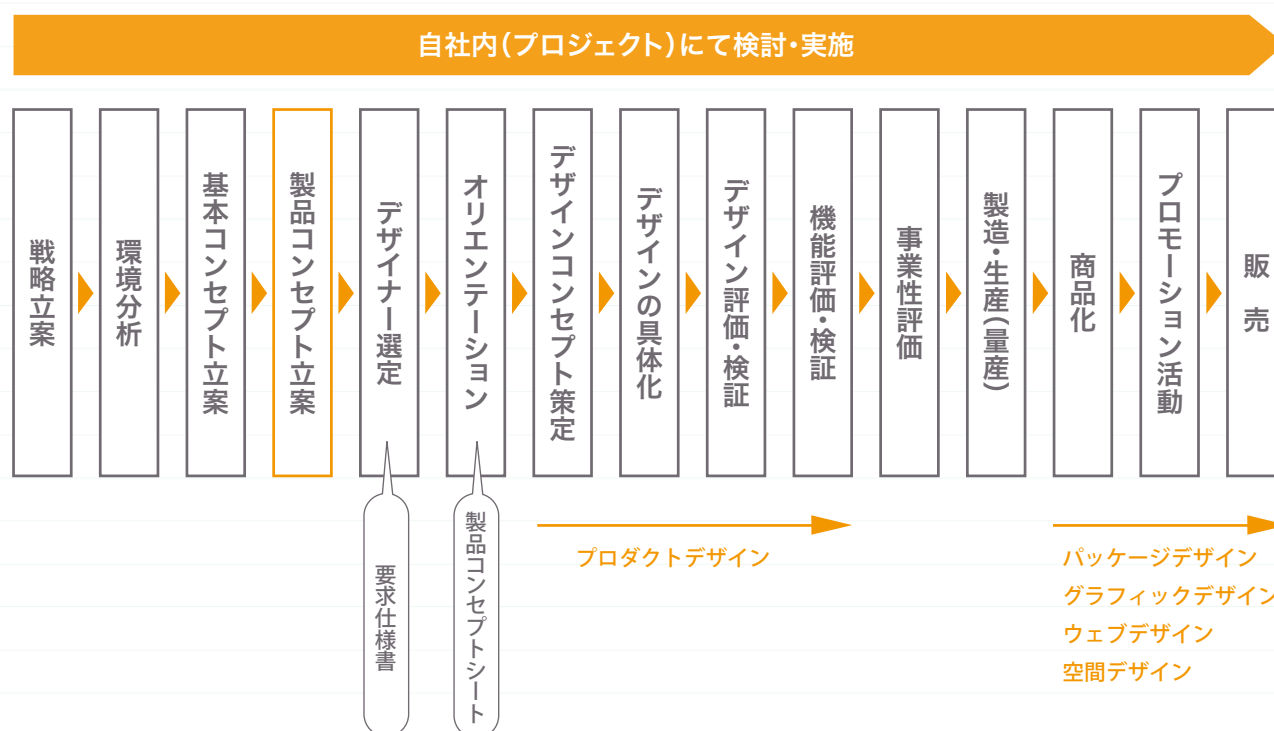 自社内(プロジェクト)にて検討・実施
戦略立案
環境分析
基本コンセプト立案
製品コンセプト立案
デザイナー選定
オリエンテーション
デザインコンセプト策定
デザインの具体化
デザイン評価・検証
機能評価・検証
事業性評価
製造・生産(量産)
商品化
プロモーション活動
販売
要求仕様書
製品コンセプトシート
プロダクトデザイン
パッケージデザイン
グラフィックデザイン
ウェブデザイン
空間デザイン